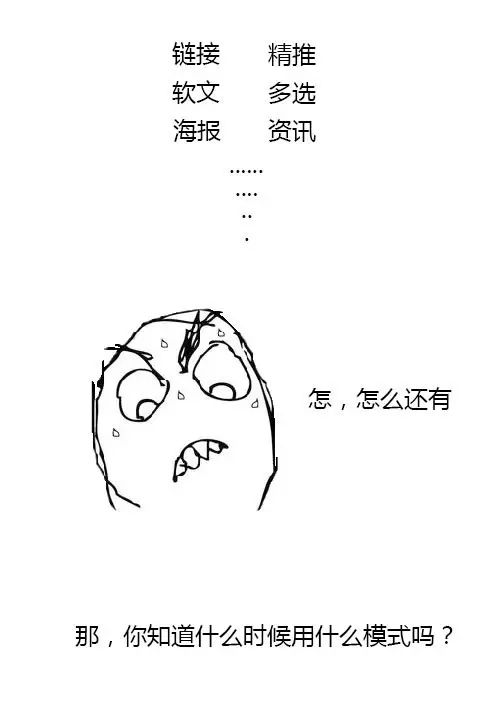 链接 精推
软文 多选
海报 资讯
......
....
..
.
怎，怎么还有
那，你知道什么时候用什么模式吗？